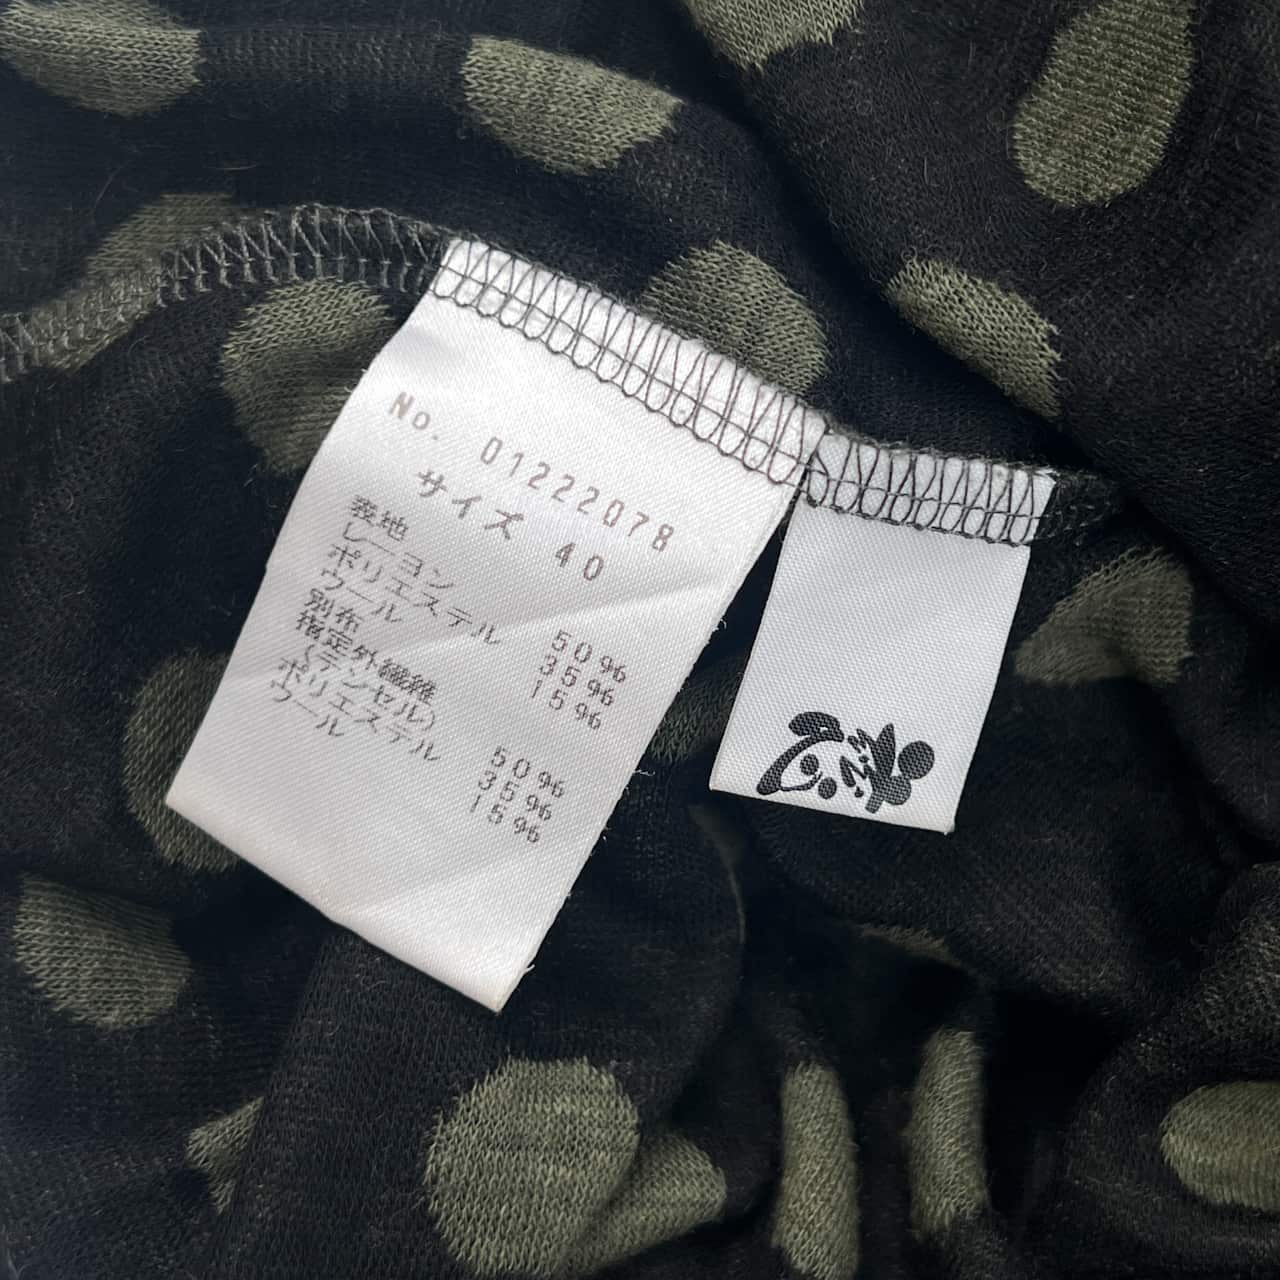 No. 01222078
サイズ 40
表地
レーヨン 50%
ポリエステル 35%
ウール 15%
別布
指定外繊維
(テンセル) 50%
ポリエステル 35%
ウール 15%